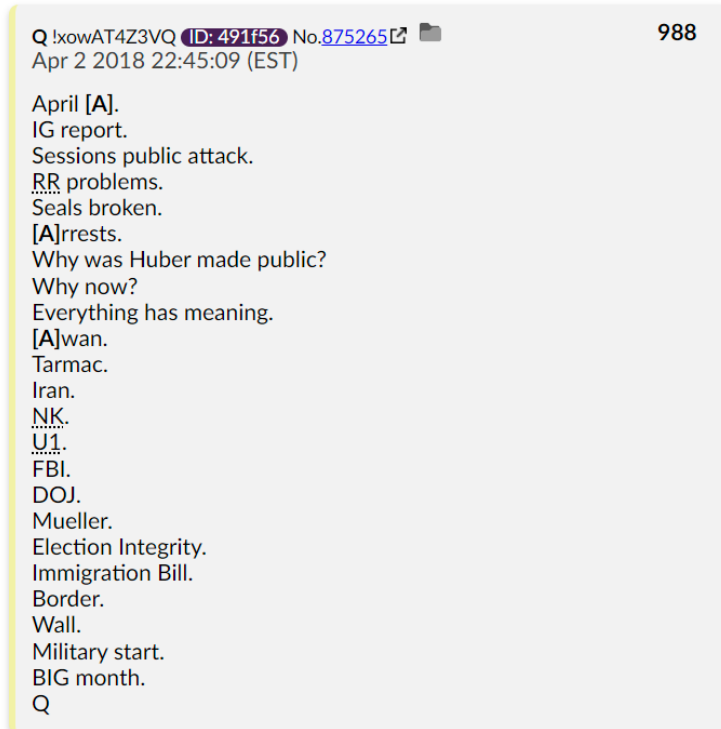 Q !xowAT4Z3VQ ID: 491f56 No.875265 988
Apr 2 2018 22:45:09 (EST)
April [A].
IG report.
Sessions public attack.
RR problems.
Seals broken.
[A]rrests.
Why was Huber made public?
Why now?
Everything has meaning.
[A]wan.
Tarmac.
Iran.
NK.
U1.
FBI.
DOJ.
Mueller.
Election Integrity.
Immigration Bill.
Border.
Wall.
Military start.
BIG month.
Q